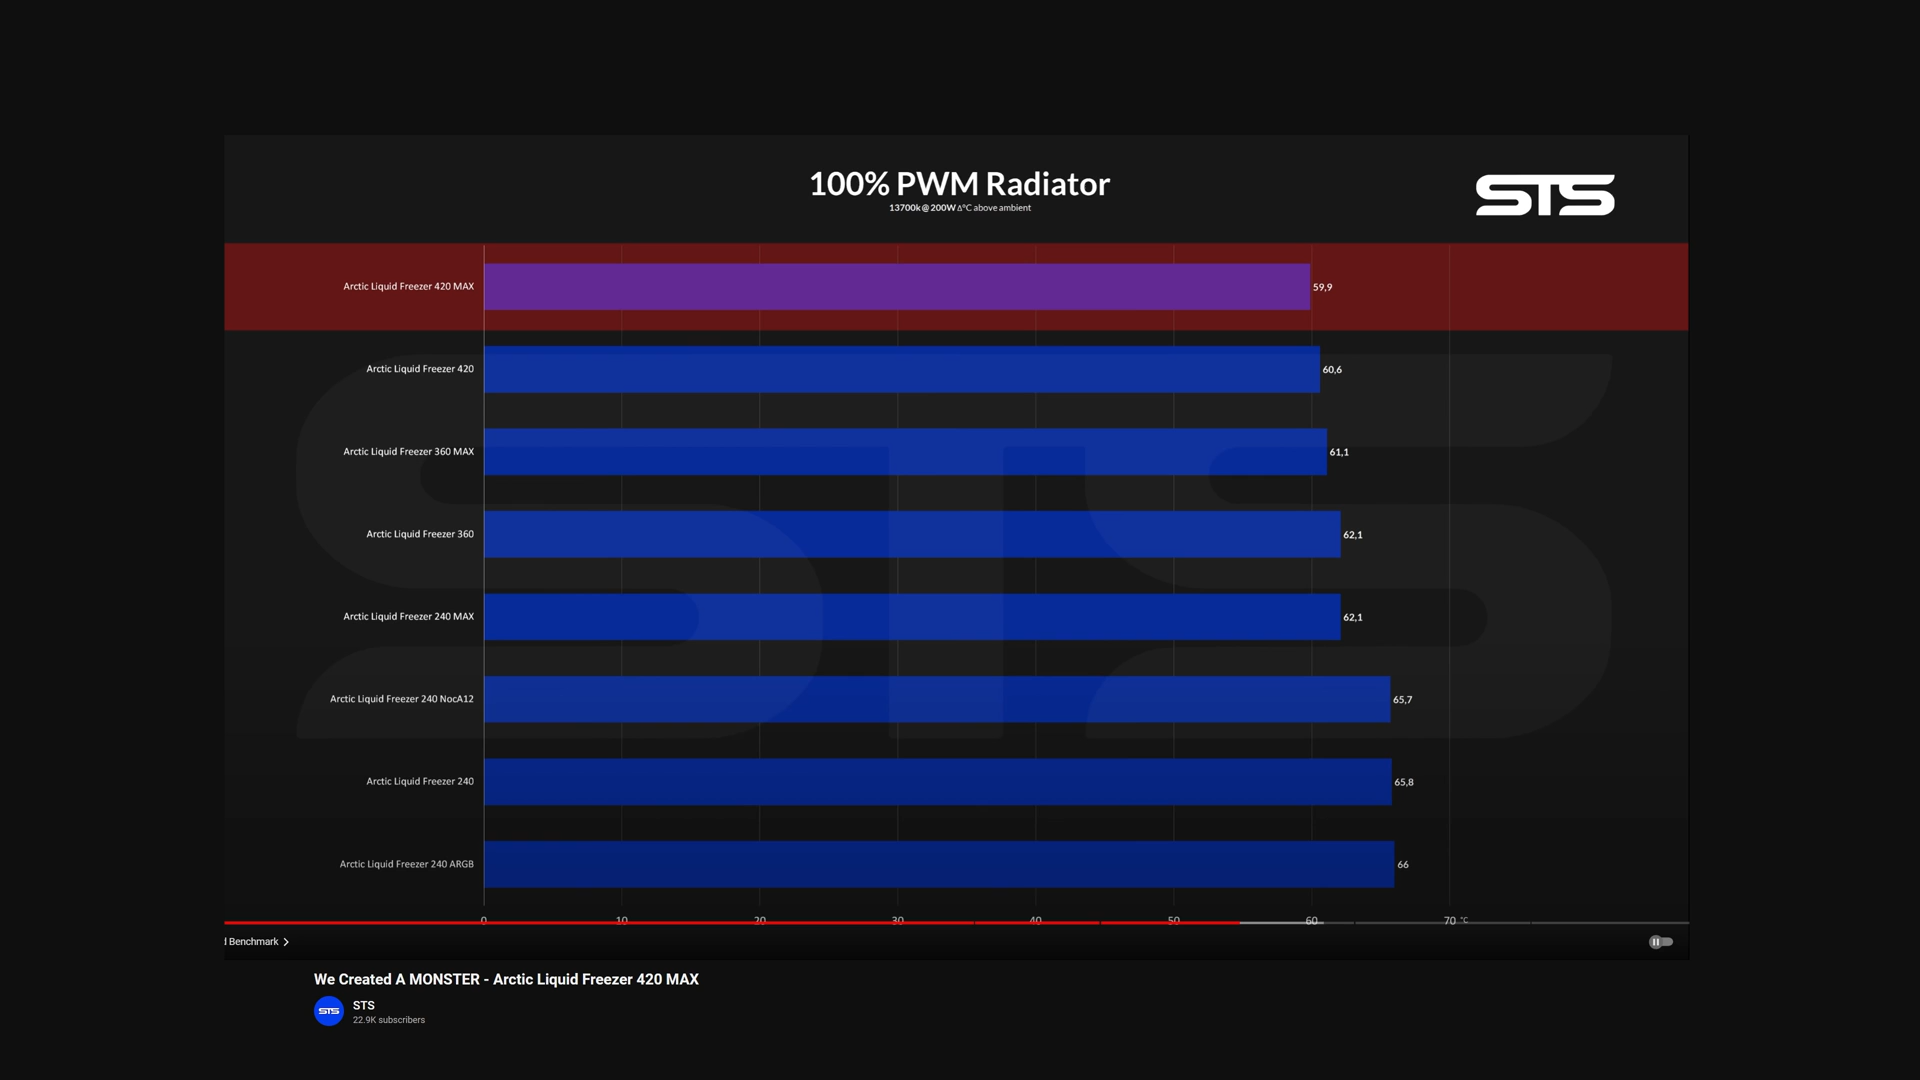 100% PWM Radiator
13700k@200W Δ°C above ambient
STS
Arctic Liquid Freezer 420 MAX
59,9
Arctic Liquid Freezer 420
60,6
Arctic Liquid Freezer 360 MAX
61,1
Arctic Liquid Freezer 360
62,1
Arctic Liquid Freezer 240 MAX
62,1
Arctic Liquid Freezer 240 NocA12
65,7
Arctic Liquid Freezer 240
65,8
Arctic Liquid Freezer 240 ARGB
66
0 10 20 30 40 50 60 70 °C
d Benchmark
We Created A MONSTER - Arctic Liquid Freezer 420 MAX
STS
STS
22.9K subscribers